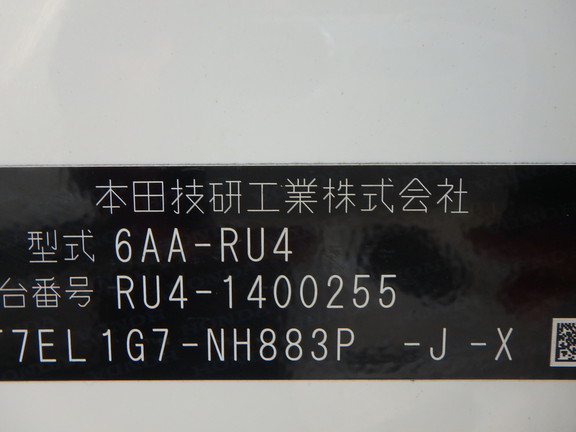 本田技研工業株式会社
型式 6AA-RU4
台番号 RU4-1400255
7EL1G7-NH883P -J -X